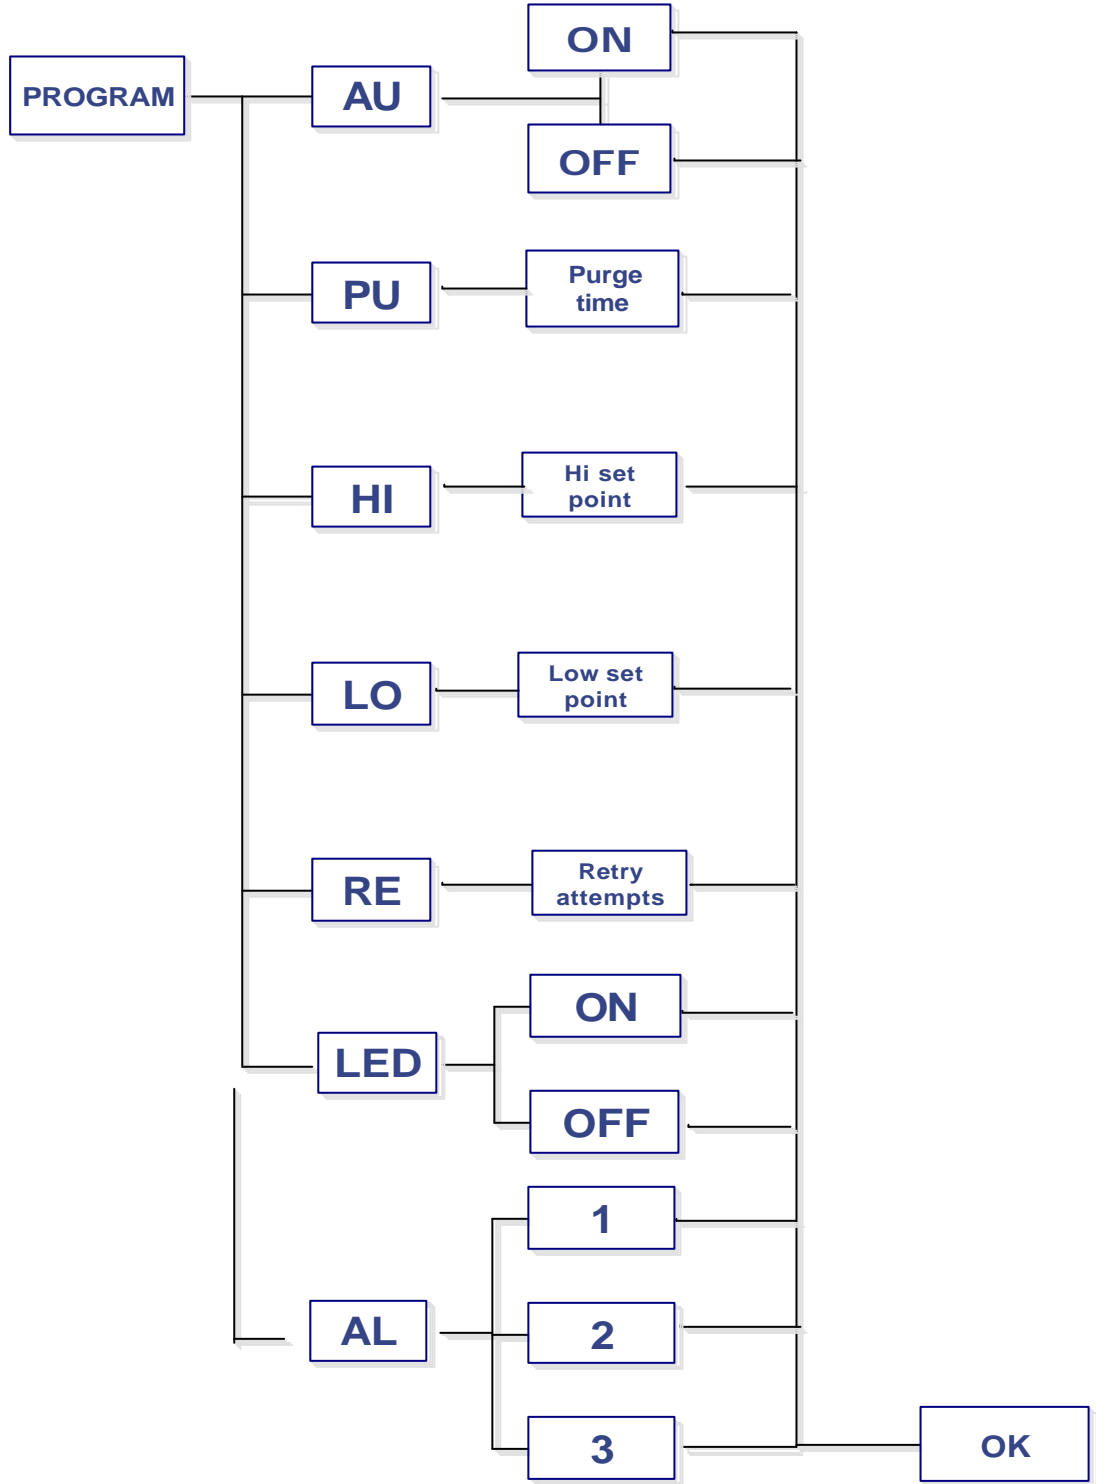 PROGRAM
AU
ON
OFF
PU
Purge
time
HI
Hi set
point
LO
Low set
point
RE
Retry
attempts
LED
ON
OFF
AL
1
2
3
OK